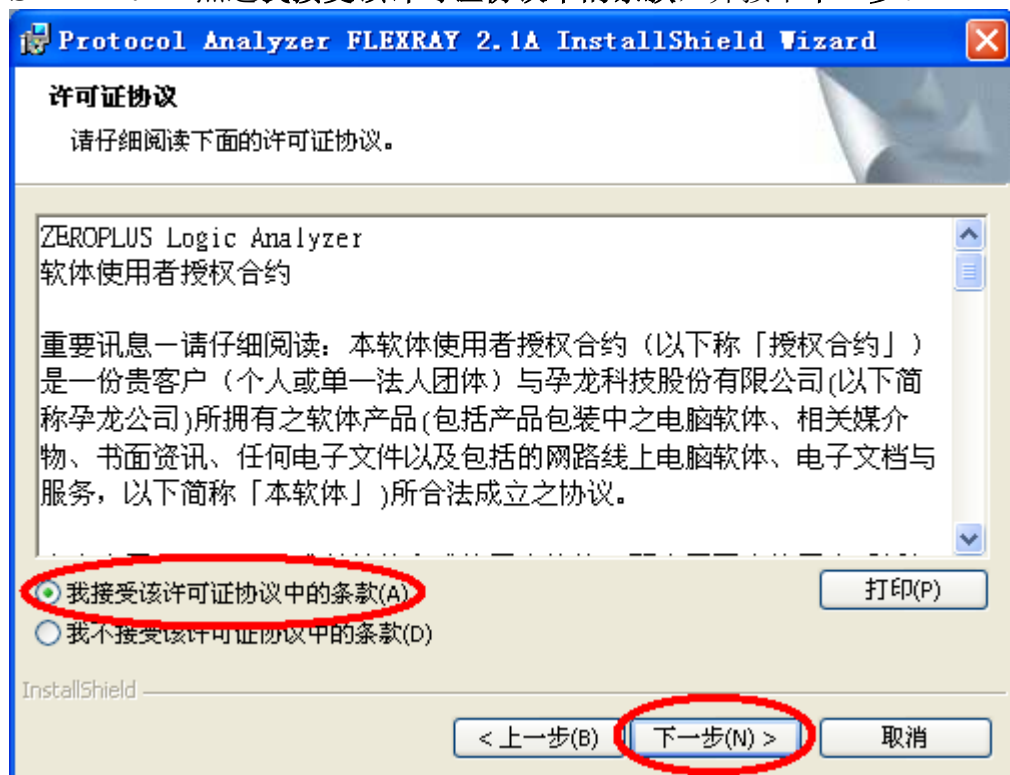 Protocol Analyzer FLEXRAY 2.1A InstallShield Wizard
许可证协议
请仔细阅读下面的许可证协议。
ZEROPLUS Logic Analyzer
软体使用者授权合约
重要讯息－请仔细阅读：本软体使用者授权合约（以下称「授权合约」）
是一份贵客户（个人或单一法人团体）与孕龙科技股份有限公司(以下简
称孕龙公司)所拥有之软体产品(包括产品包装中之电脑软体、相关媒介
物、书面资讯、任何电子文件以及包括的网路线上电脑软体、电子文档与
服务，以下简称「本软体」)所合法成立之协议。
我接受该许可证协议中的条款(A)
打印(P)
我不接受该许可证协议中的条款(D)
InstallShield
< 上一步(B) 下一步(N) > 取消